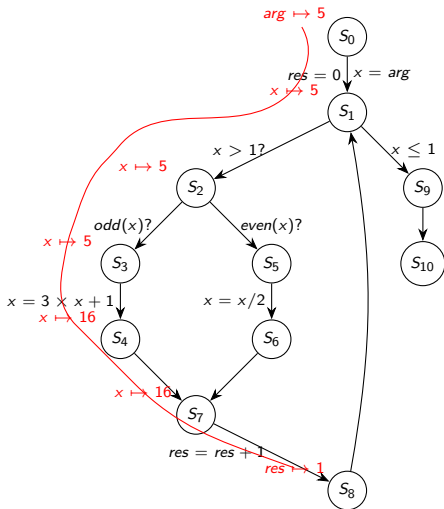 arg ↦ 5
S0
res = 0
x = arg
x ↦ 5
S1
x > 1?
x ≤ 1
x ↦ 5
S2
S9
odd(x)?
even(x)?
x ↦ 5
S3
S5
S10
x = 3 × x + 1
x = x/2
x ↦ 16
S4
S6
x ↦ 16
S7
res = res + 1
res ↦ 1
S8